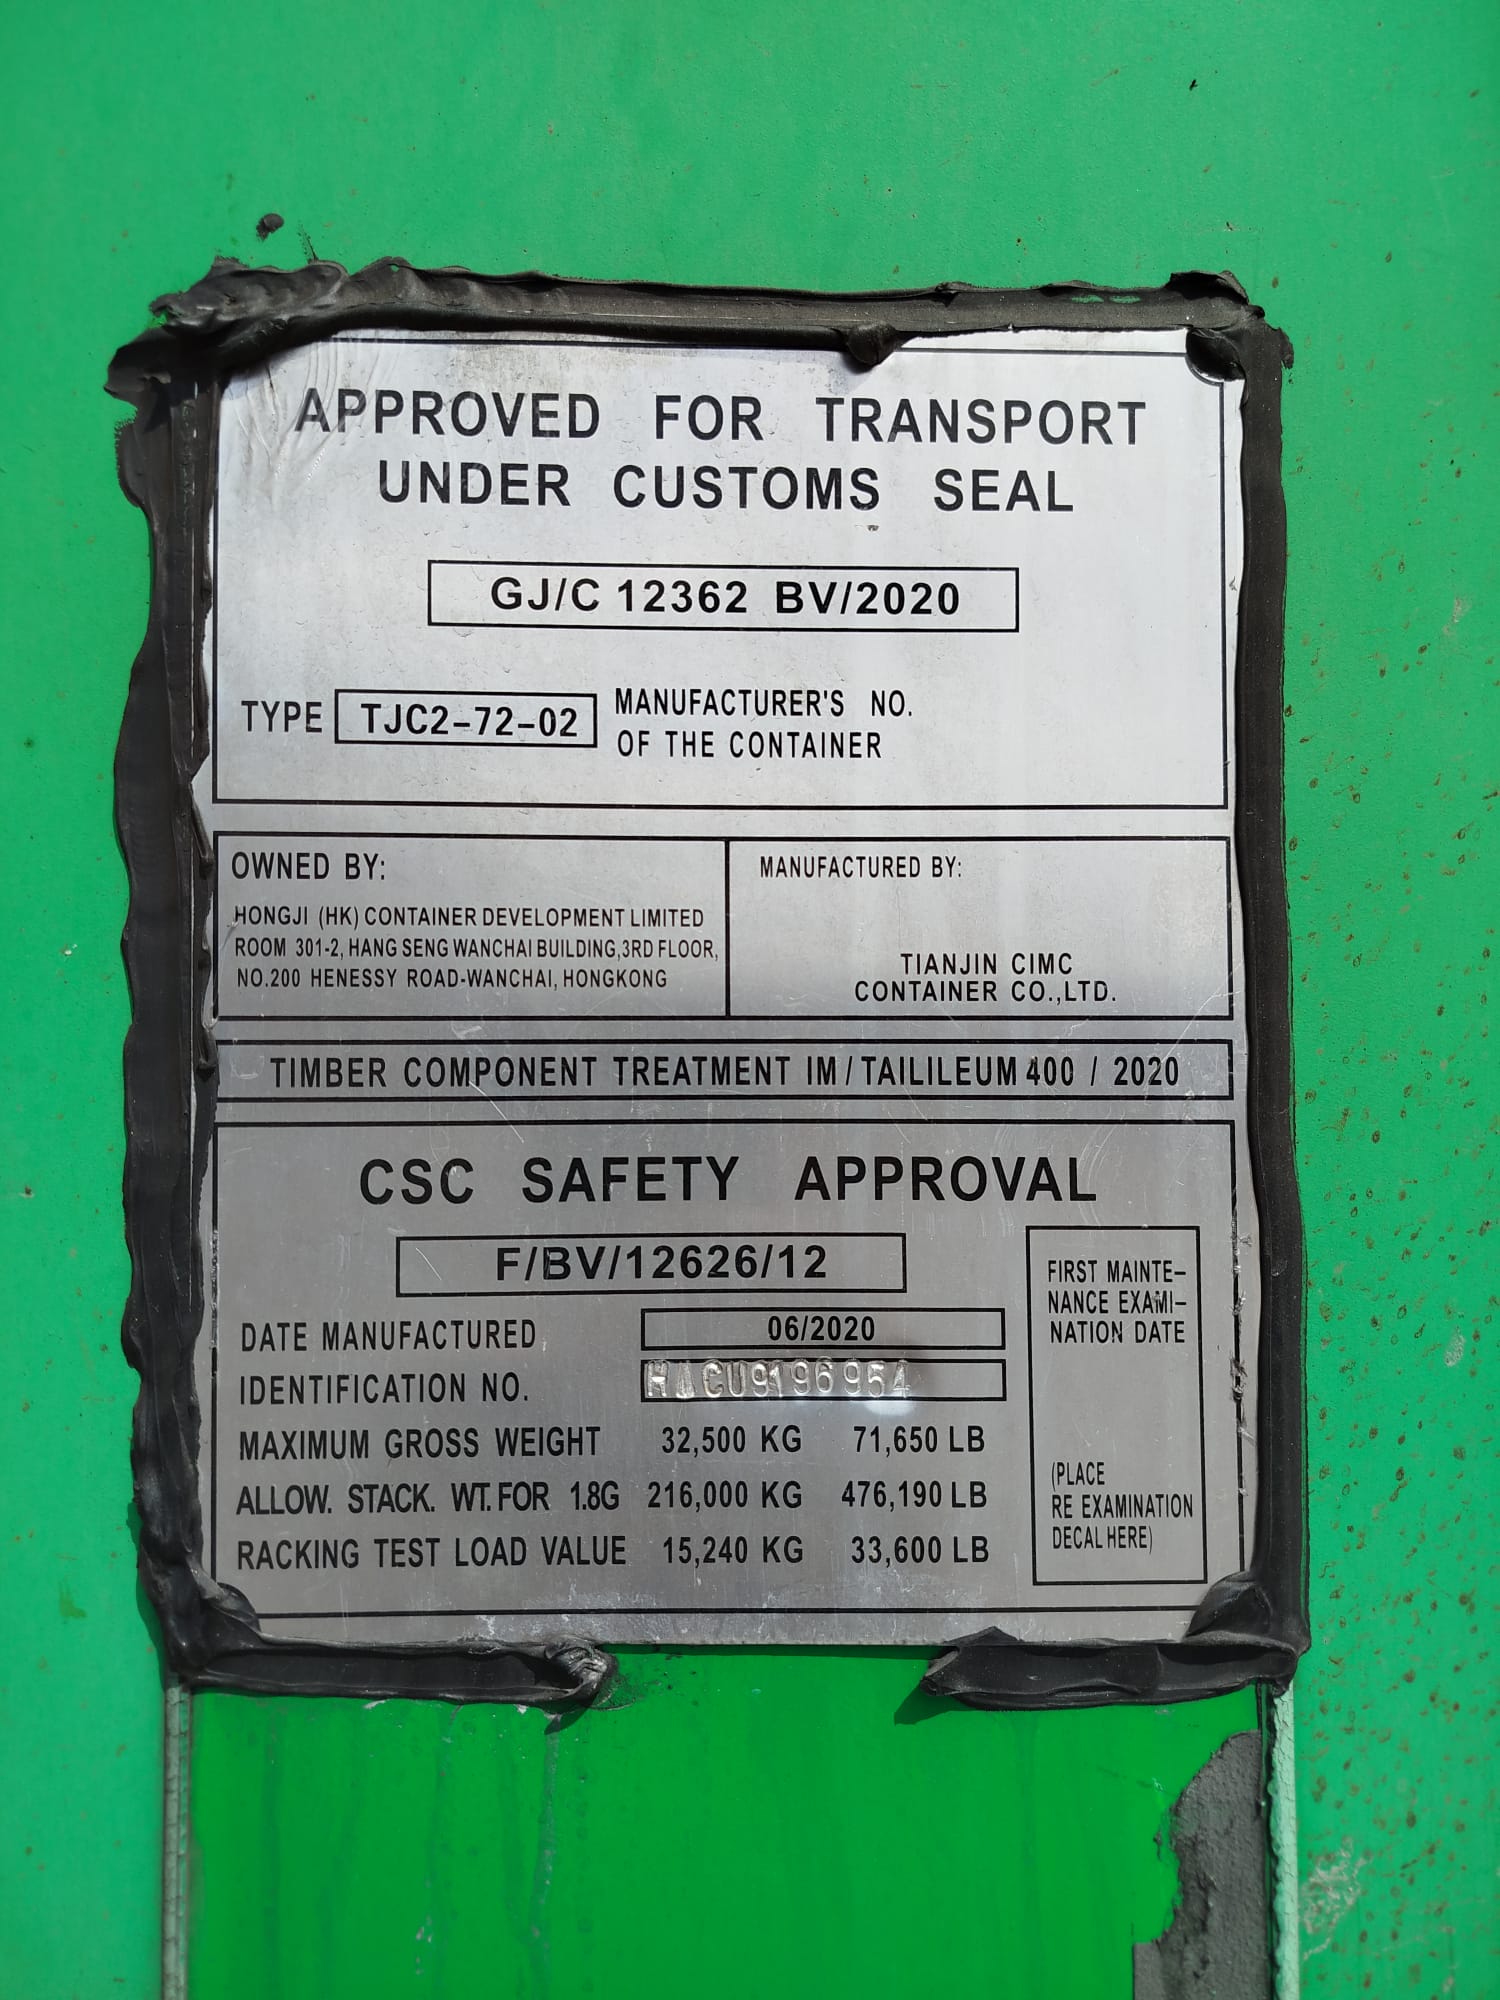 APPROVED FOR TRANSPORT
UNDER CUSTOMS SEAL
GJ/C 12362 BV/2020
TYPE TJC2-72-02
MANUFACTURER'S NO.
OF THE CONTAINER
OWNED BY:
HONGJI (HK) CONTAINER DEVELOPMENT LIMITED
ROOM 301-2, HANG SENG WANCHAI BUILDING,3RD FLOOR,
NO.200 HENESSY ROAD-WANCHAI, HONGKONG
MANUFACTURED BY:
TIANJIN CIMC
CONTAINER CO.,LTD.
TIMBER COMPONENT TREATMENT IM / TAILILEUM 400 / 2020
CSC SAFETY APPROVAL
F/BV/12626/12
DATE MANUFACTURED 06/2020
IDENTIFICATION NO.
MAXIMUM GROSS WEIGHT 32,500 KG 71,650 LB
ALLOW. STACK. WT. FOR 1.8G 216,000 KG 476,190 LB
RACKING TEST LOAD VALUE 15,240 KG 33,600 LB
FIRST MAINTE-
NANCE EXAMI-
NATION DATE
(PLACE
RE EXAMINATION
DECAL HERE)